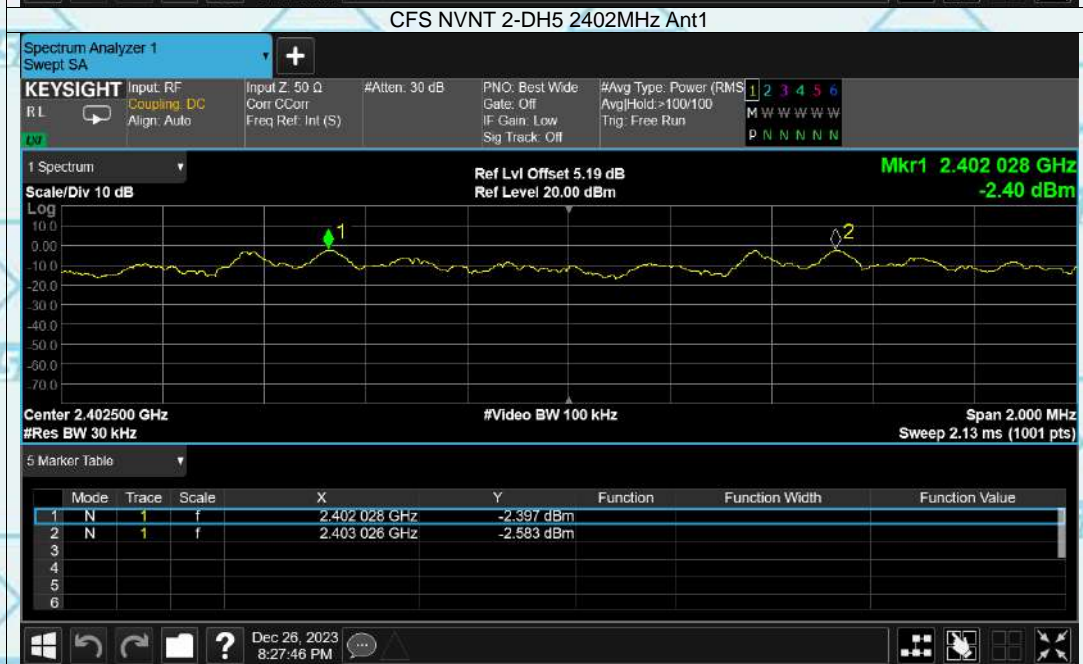 CFS NVNT 2-DH5 2402MHz Ant1
Spectrum Analyzer 1
Swept SA
+
KEYSIGHT Input: RF Input Z: 50 Ω #Atten: 30 dB PNO: Best Wide #Avg Type: Power (RMS 1 2 3 4 5 6
RL Coupling: DC Corr CCorr Gate: Off Avg|Hold:>100/100 M W W W W W
Align: Auto Freq Ref: Int (S) IF Gain: Low Trig: Free Run
Sig Track: Off P N N N N N
LXI
1 Spectrum Ref Lvl Offset 5.19 dB Mkr1 2.402 028 GHz
Scale/Div 10 dB Ref Level 20.00 dBm -2.40 dBm
Log
10.0
1
2
0.00
-10.0
-20.0
-30.0
-40.0
-50.0
-60.0
-70.0
Center 2.402500 GHz #Video BW 100 kHz Span 2.000 MHz
#Res BW 30 kHz Sweep 2.13 ms (1001 pts)
5 Marker Table
Mode Trace Scale X Y Function Function Width Function Value
1 N 1 f 2.402 028 GHz -2.397 dBm
2 N 1 f 2.403 026 GHz -2.583 dBm
3
4
5
6
? Dec 26, 2023
8:27:46 PM